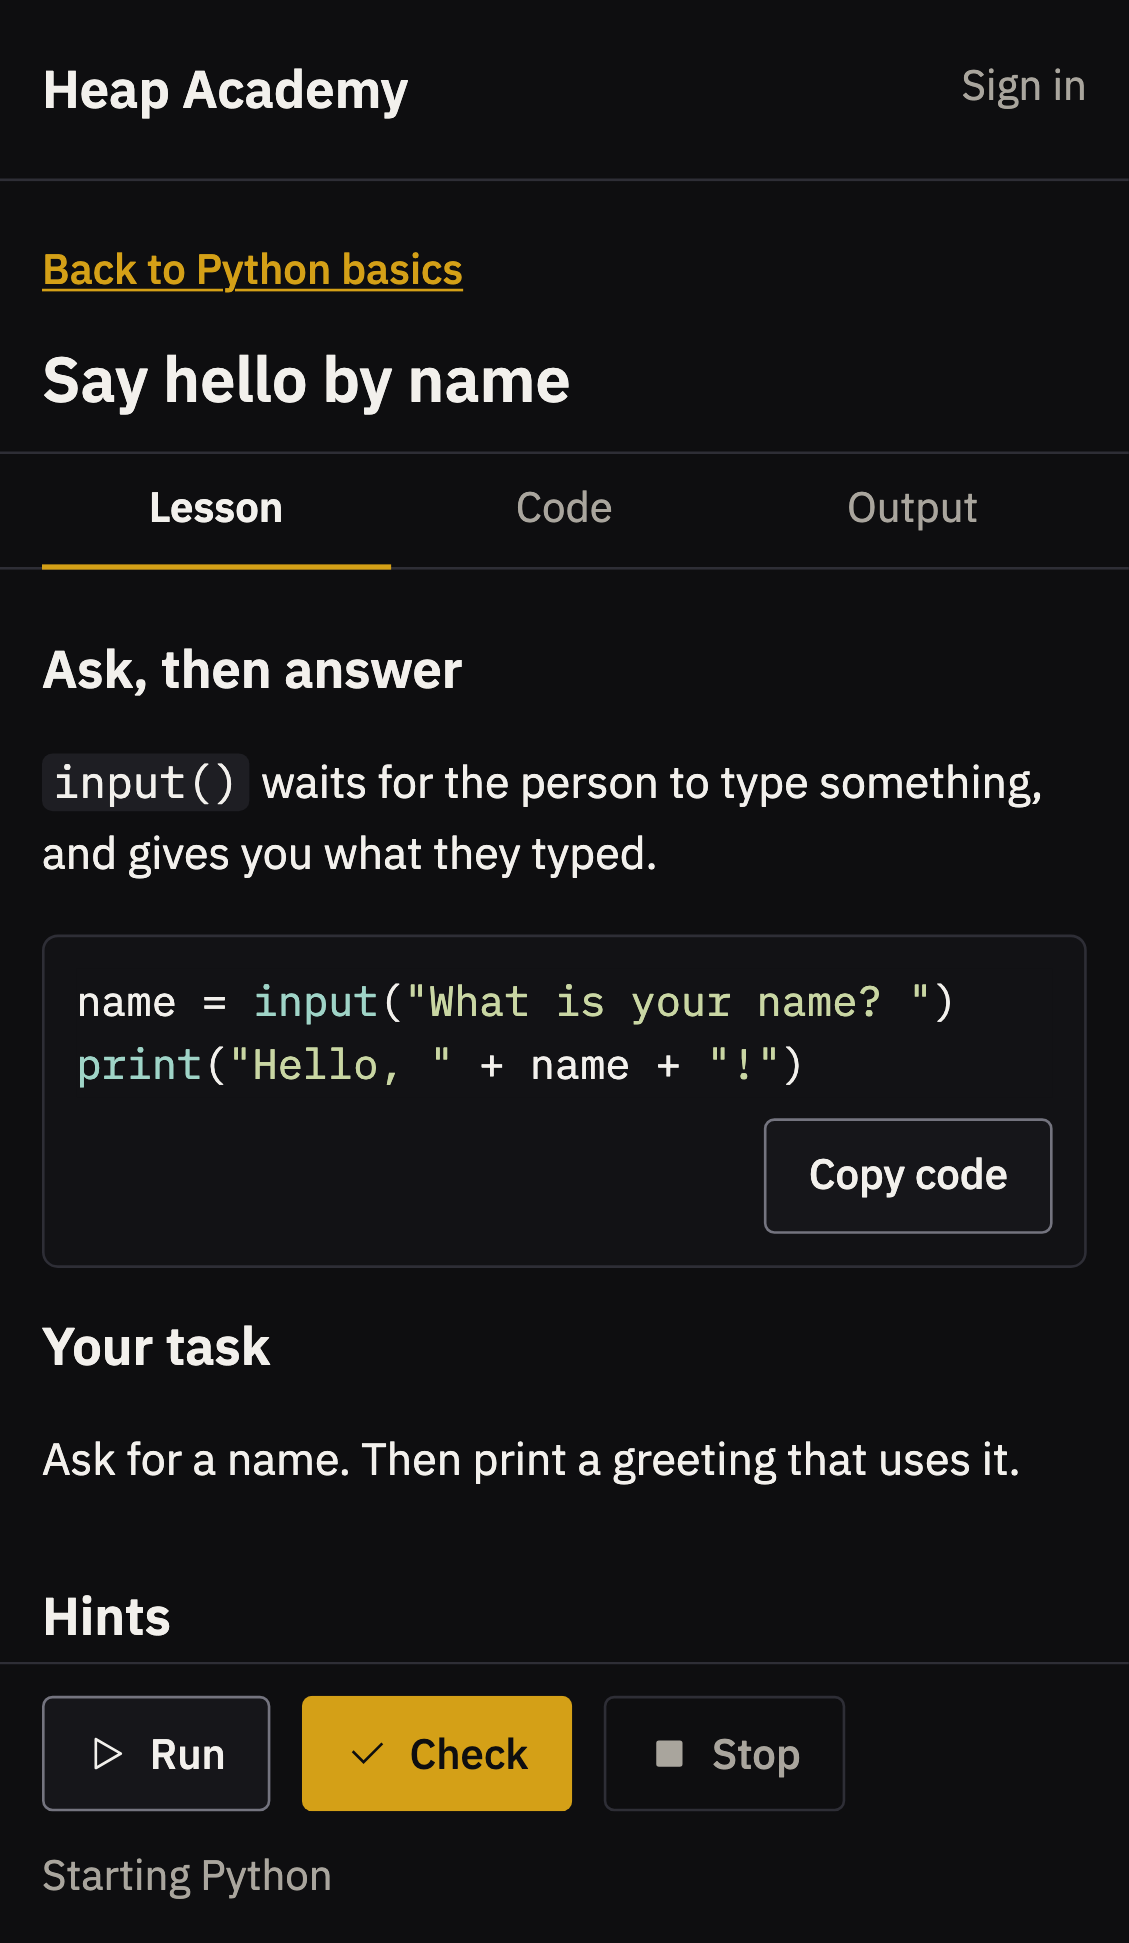 Heap Academy
Sign in
Back to Python basics
Say hello by name
Lesson
Code
Output
Ask, then answer
input() waits for the person to type something,
and gives you what they typed.
name = input("What is your name? ")
print("Hello, " + name + "!")
Copy code
Your task
Ask for a name. Then print a greeting that uses it.
Hints
Run
Check
Stop
Starting Python